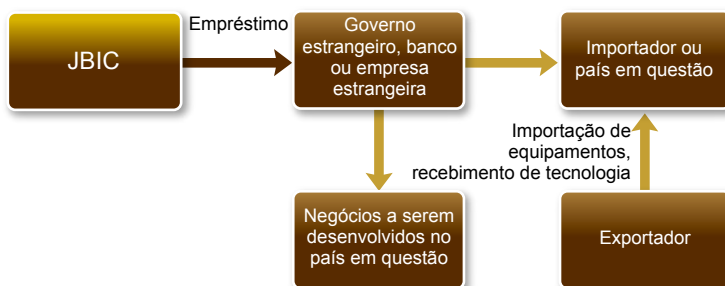 JBIC
Empréstimo
Governo
estrangeiro, banco
ou empresa
estrangeira
Importador ou
país em questão
Importação de
equipamentos,
recebimento de tecnologia
Negócios a serem
desenvolvidos no
país em questão
Exportador